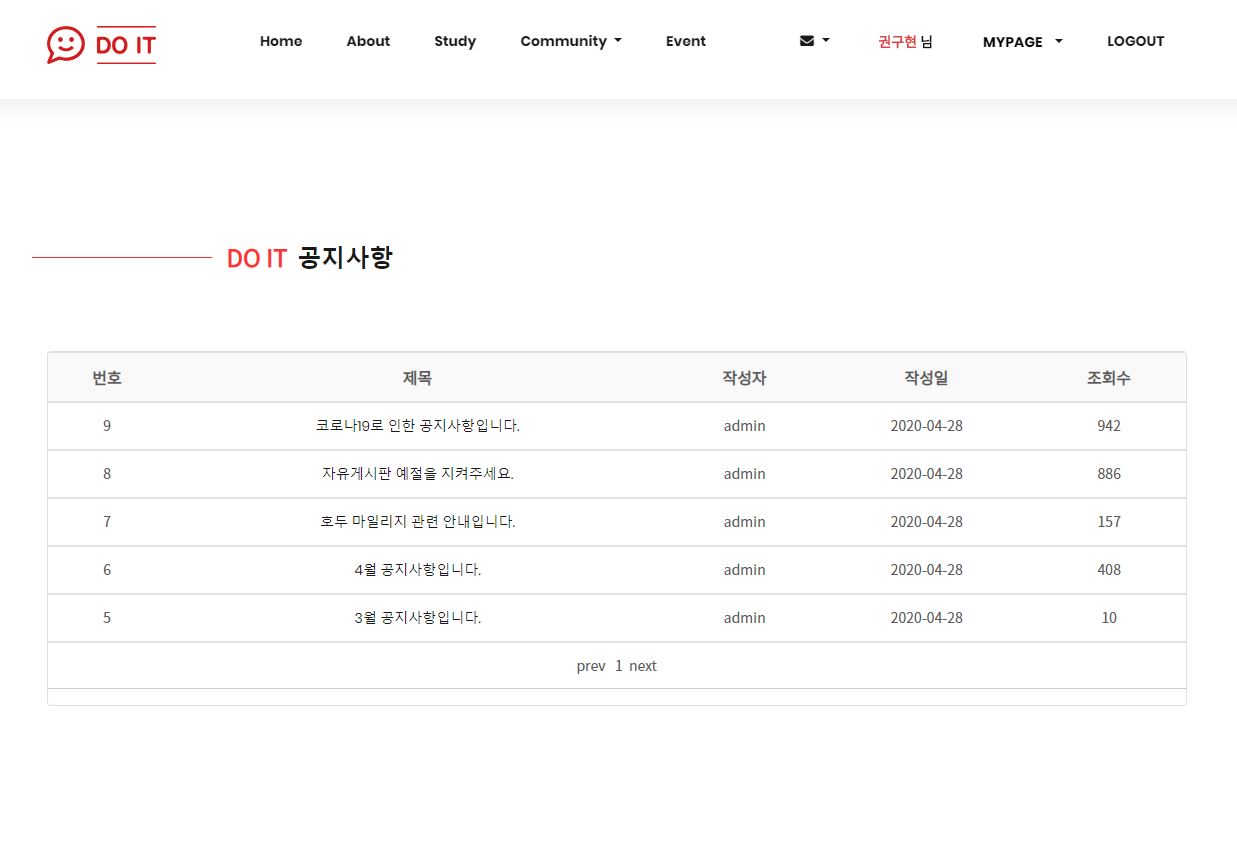 DO IT Home About Study Community Event 권구현 님 MYPAGE LOGOUT
DO IT 공지사항
번호 제목 작성자 작성일 조회수
9 코로나19로 인한 공지사항입니다. admin 2020-04-28 942
8 자유게시판 예절을 지켜주세요. admin 2020-04-28 886
7 호두 마일리지 관련 안내입니다. admin 2020-04-28 157
6 4월 공지사항입니다. admin 2020-04-28 408
5 3월 공지사항입니다. admin 2020-04-28 10
prev 1 next